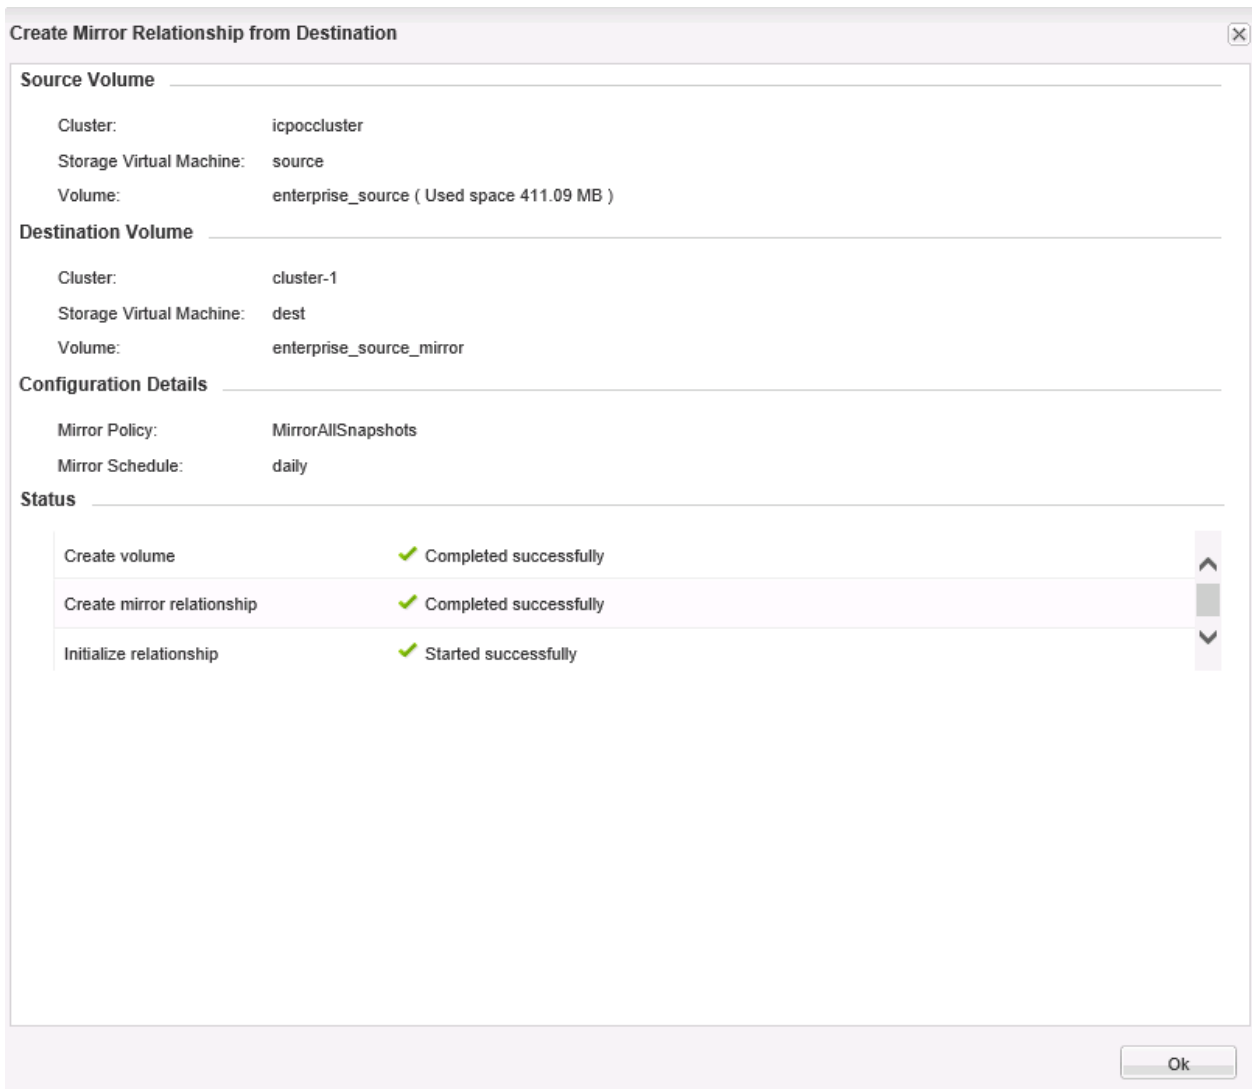 Create Mirror Relationship from Destination
Source Volume
Cluster: icpoccluster
Storage Virtual Machine: source
Volume: enterprise_source ( Used space 411.09 MB )
Destination Volume
Cluster: cluster-1
Storage Virtual Machine: dest
Volume: enterprise_source_mirror
Configuration Details
Mirror Policy: MirrorAllSnapshots
Mirror Schedule: daily
Status
Create volume Completed successfully
Create mirror relationship Completed successfully
Initialize relationship Started successfully
Ok